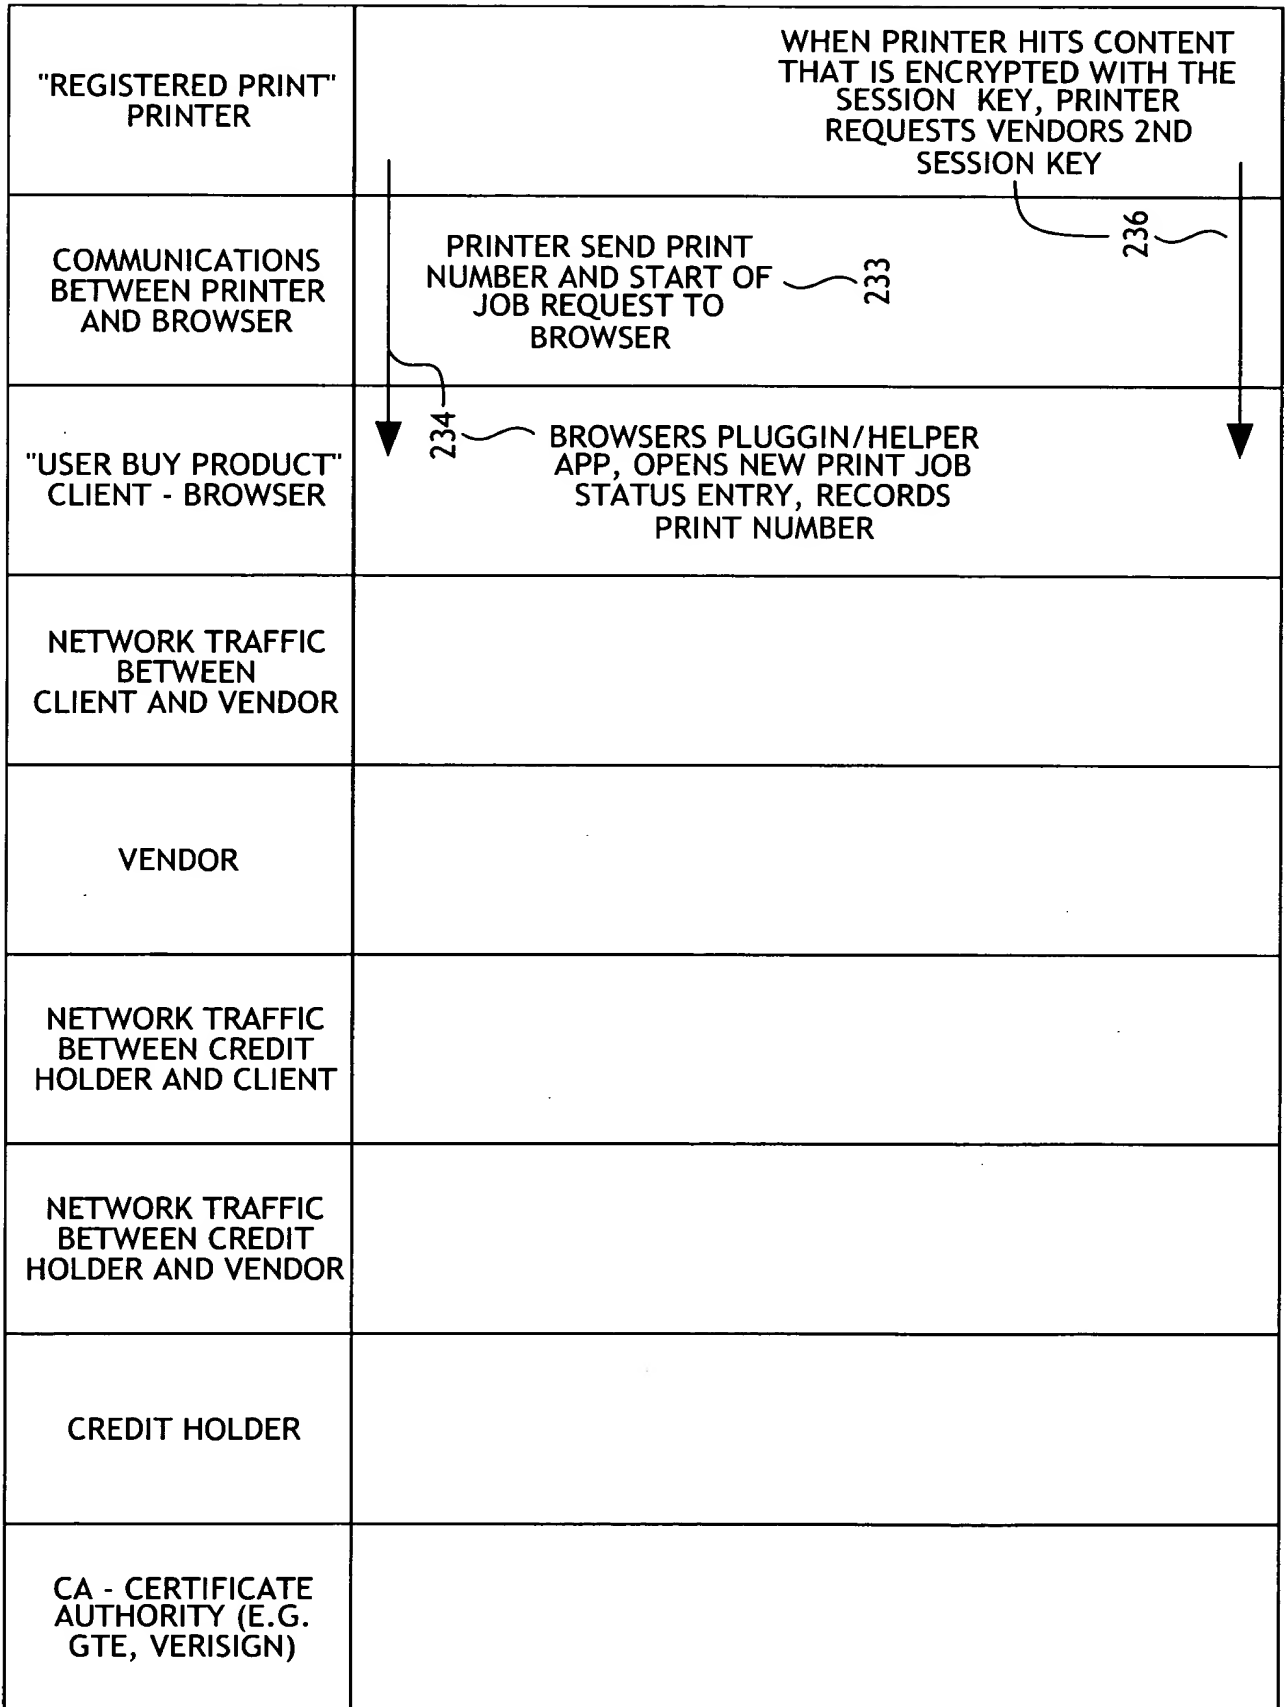 "REGISTERED PRINT"
PRINTER
WHEN PRINTER HITS CONTENT
THAT IS ENCRYPTED WITH THE
SESSION KEY, PRINTER
REQUESTS VENDORS 2ND
SESSION KEY
COMMUNICATIONS
BETWEEN PRINTER
AND BROWSER
PRINTER SEND PRINT
NUMBER AND START OF
JOB REQUEST TO
BROWSER
233
236
"USER BUY PRODUCT"
CLIENT - BROWSER
234
BROWSERS PLUGGIN/HELPER
APP, OPENS NEW PRINT JOB
STATUS ENTRY, RECORDS
PRINT NUMBER
NETWORK TRAFFIC
BETWEEN
CLIENT AND VENDOR
VENDOR
NETWORK TRAFFIC
BETWEEN CREDIT
HOLDER AND CLIENT
NETWORK TRAFFIC
BETWEEN CREDIT
HOLDER AND VENDOR
CREDIT HOLDER
CA - CERTIFICATE
AUTHORITY (E.G.
GTE, VERISIGN)